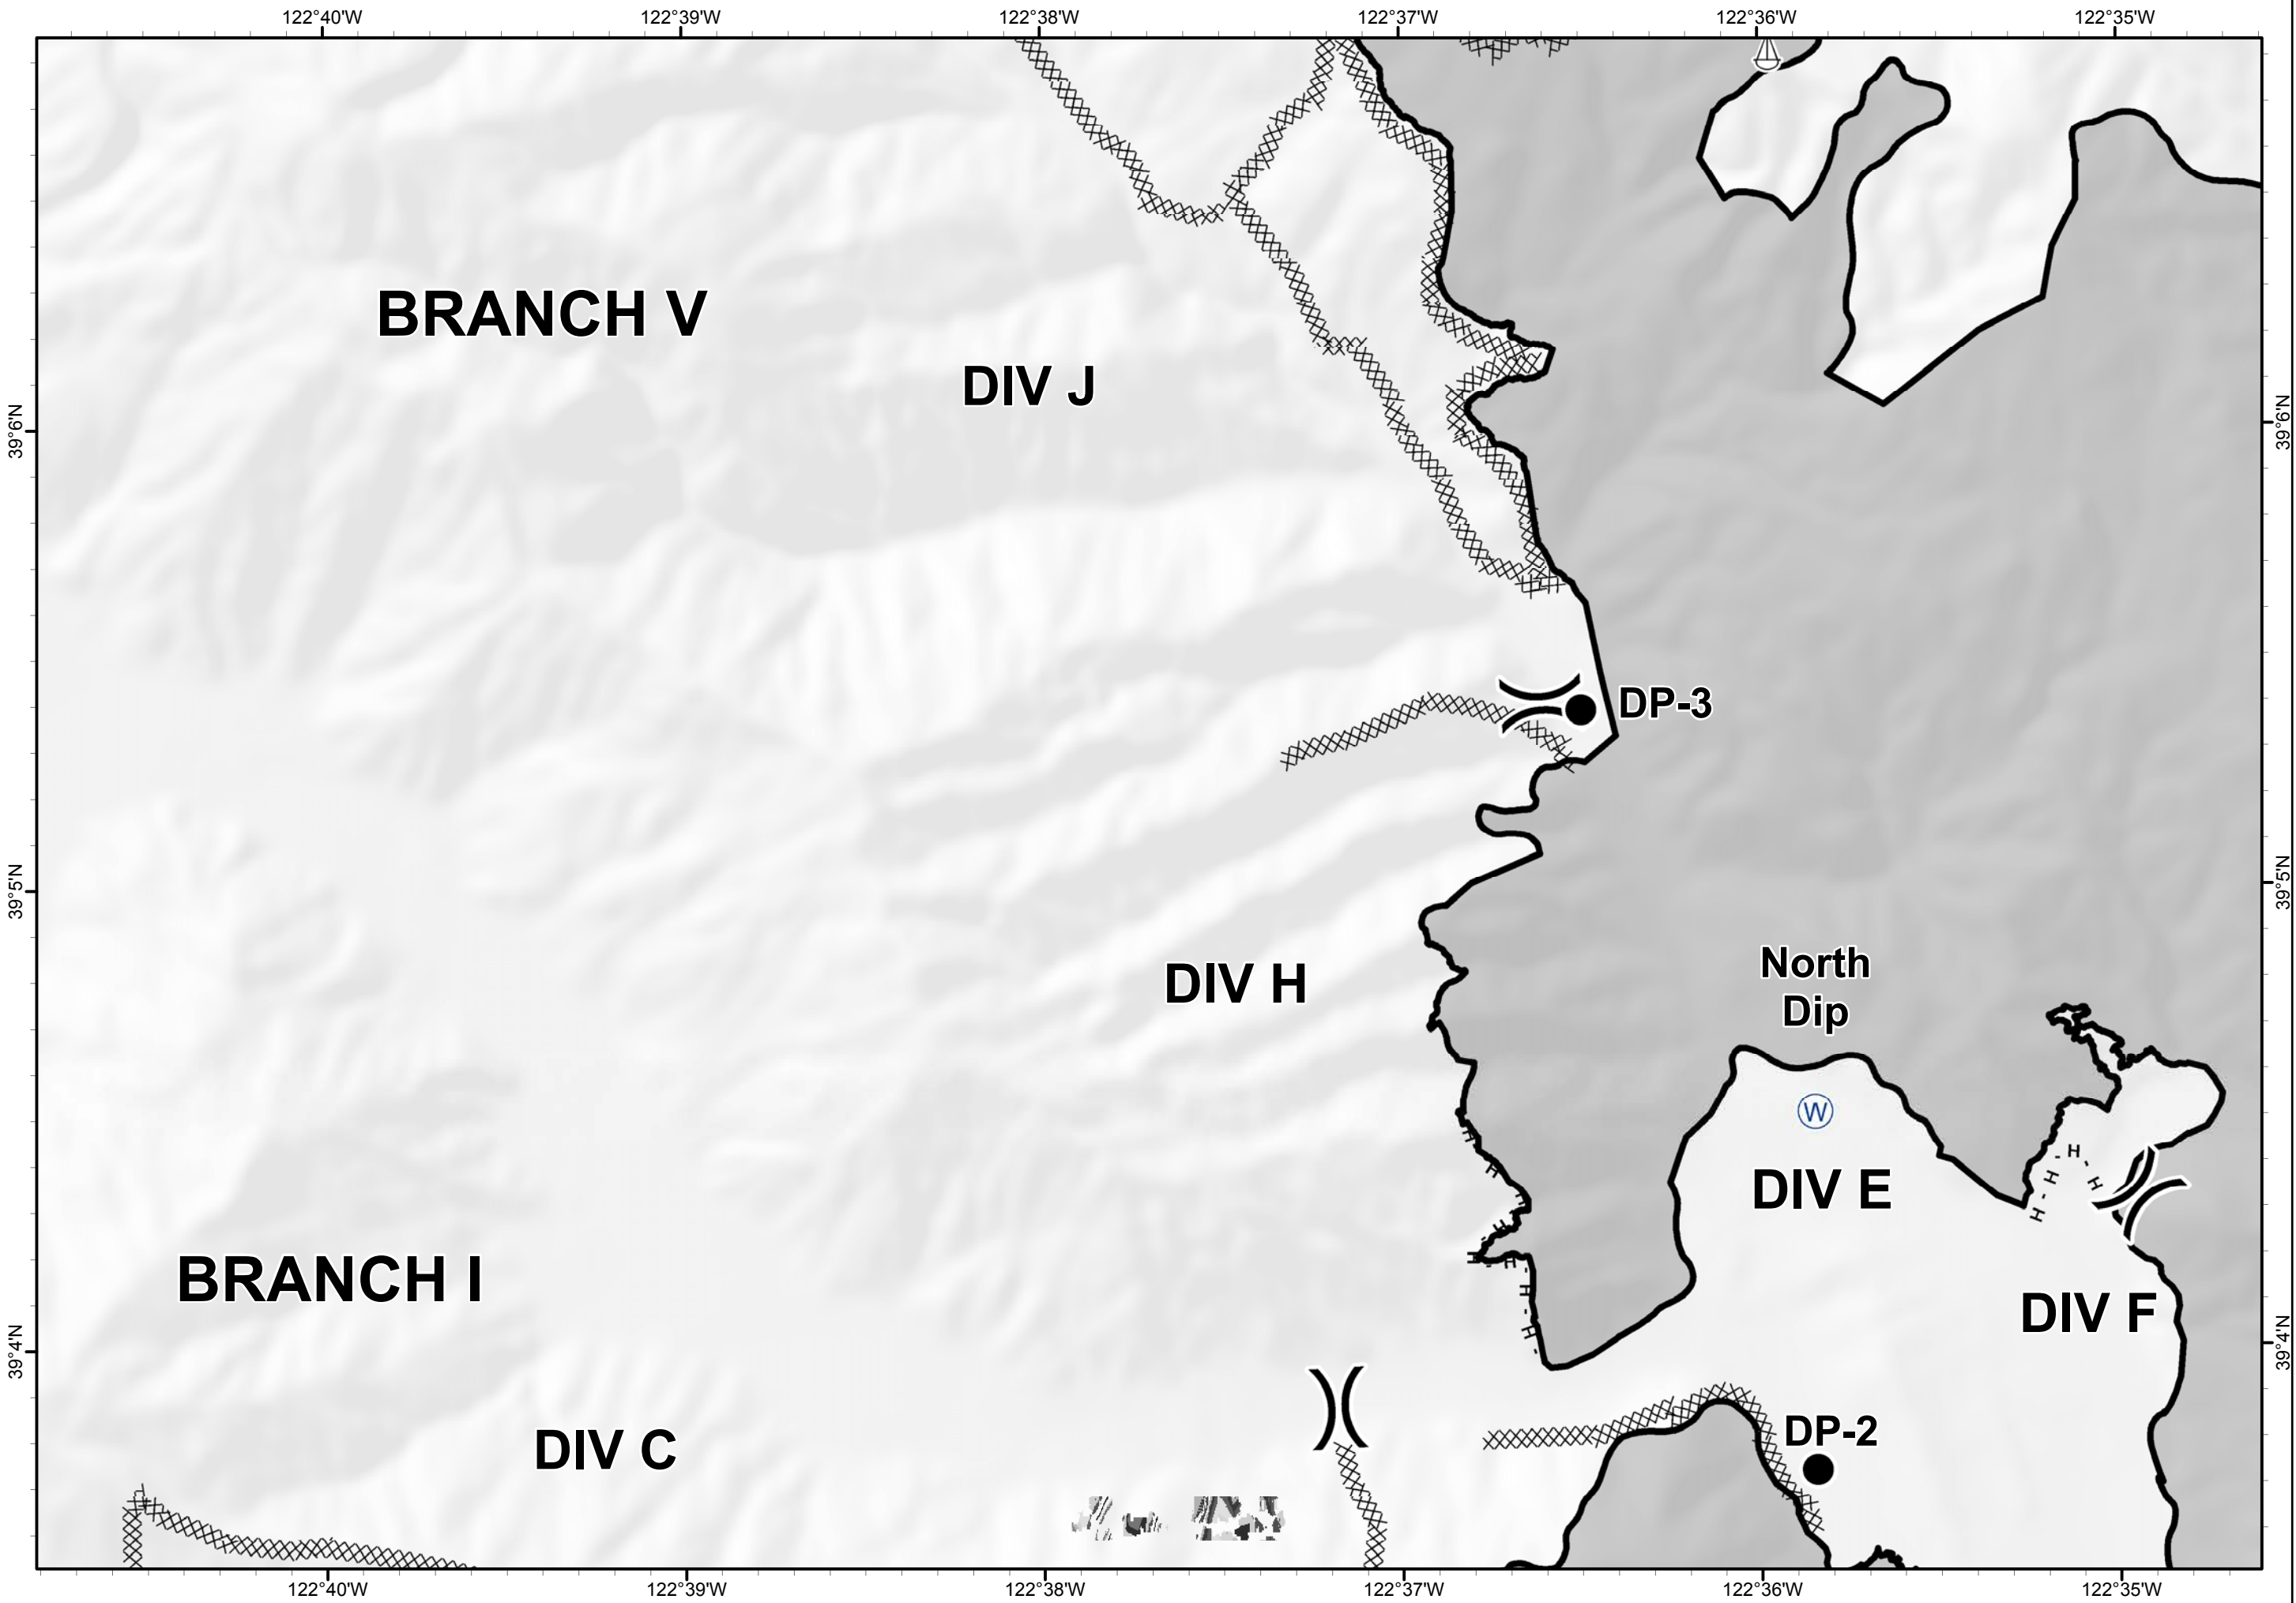 122°40'W 122°39'W 122°38'W 122°37'W 122°36'W 122°35'W
BRANCH V
DIV J
39°6'N 39°6'N
DP-3
39°5'N 39°5'N
North
Dip
DIV H
W
H
H
H
H
H
H
DIV E
H
H
H
H
H
H
BRANCH I
DIV F
39°4'N 39°4'N
DP-2
DIV C
122°40'W 122°39'W 122°38'W 122°37'W 122°36'W 122°35'W